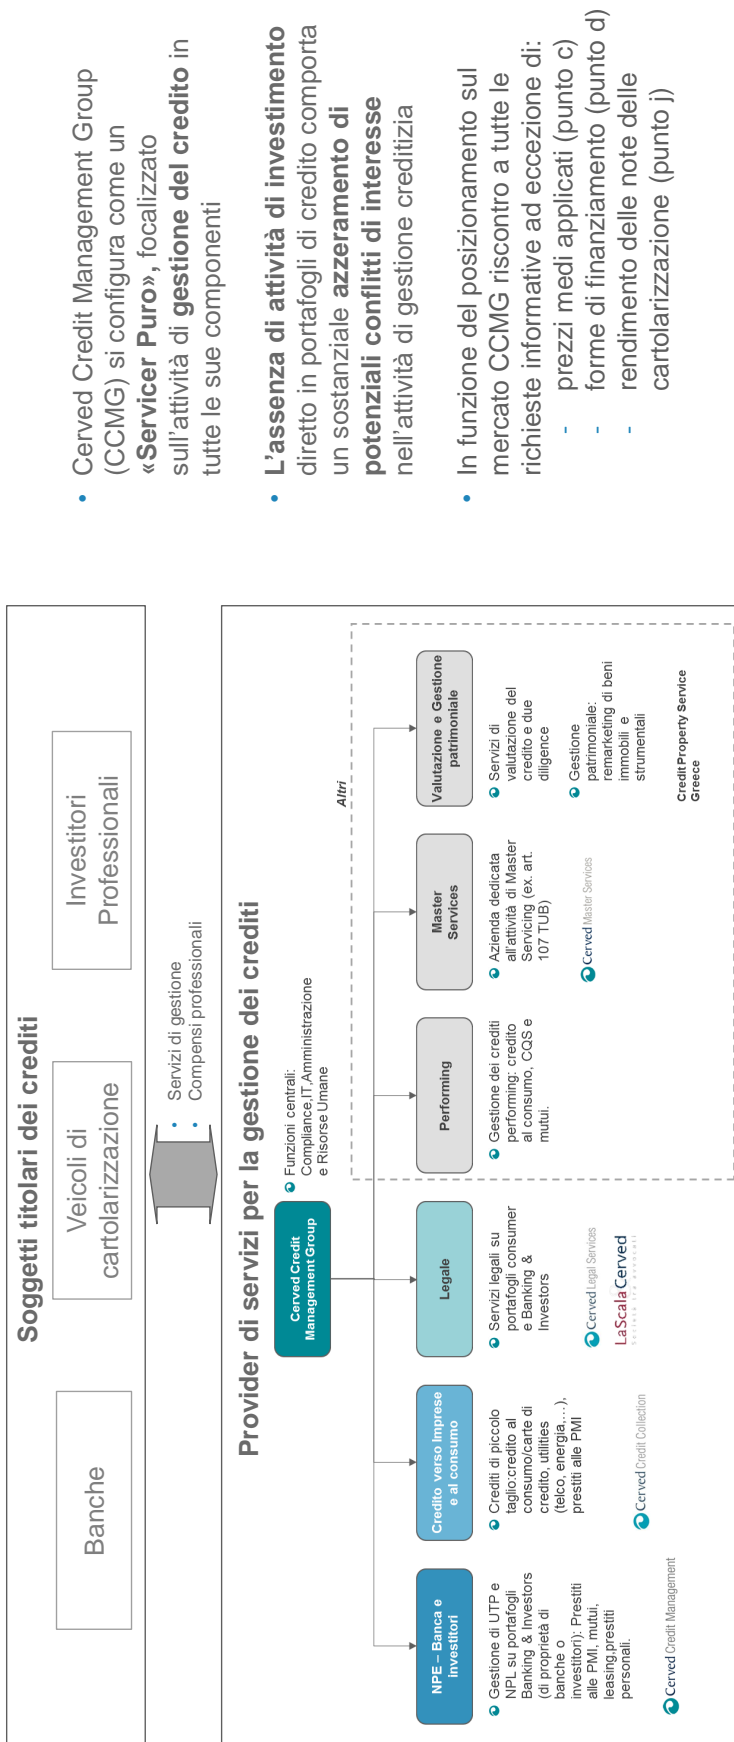 Soggetti titolari dei crediti
Banche
Veicoli di
cartolarizzazione
Investitori
Professionali
• Servizi di gestione
• Compensi professionali
Provider di servizi per la gestione dei crediti
Cerved Credit
Management Group
Funzioni centrali:
Compliance,IT,Amministrazione
e Risorse Umane
Altri
NPE – Banca e
investitori
Gestione di UTP e
NPL su portafogli
Banking & Investors
(di proprietà di
banche o
investitori): Prestiti
alle PMI, mutui,
leasing,prestiti
personali.
Cerved Credit Management
Credito verso Imprese
e al consumo
Crediti di piccolo
taglio:credito al
consumo/carte di
credito, utilities
(telco, energia,…),
prestiti alle PMI
Cerved Credit Collection
Legale
Servizi legali su
portafogli consumer
e Banking &
Investors
Cerved Legal Services
LaScala Cerved
Società tra avvocati
Performing
Gestione dei crediti
performing: credito
al consumo, CQS e
mutui.
Master
Services
Azienda dedicata
all'attività di Master
Servicing (ex. art.
107 TUB)
Cerved Master Services
Valutazione e Gestione
patrimoniale
Servizi di
valutazione del
credito e due
diligence
Gestione
patrimoniale:
remarketing di beni
immobili e
strumentali
Credit Property Service
Greece
• Cerved Credit Management Group
(CCMG) si configura come un
«Servicer Puro», focalizzato
sull'attività di gestione del credito in
tutte le sue componenti
• L'assenza di attività di investimento
diretto in portafogli di credito comporta
un sostanziale azzeramento di
potenziali conflitti di interesse
nell'attività di gestione creditizia
• In funzione del posizionamento sul
mercato CCMG riscontro a tutte le
richieste informative ad eccezione di:
- prezzi medi applicati (punto c)
- forme di finanziamento (punto d)
- rendimento delle note delle
cartolarizzazione (punto j)